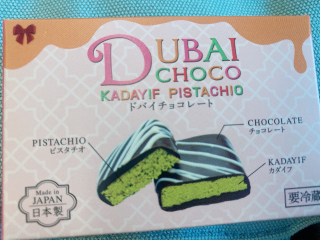 DUBAI
CHOCO
KADAYIF PISTACHIO
ドバイチョコレート
CHOCOLATE
チョコレート
PISTACHIO
ピスタチオ
KADAYIF
カダイフ
Made in
JAPAN
日本製
要冷蔵